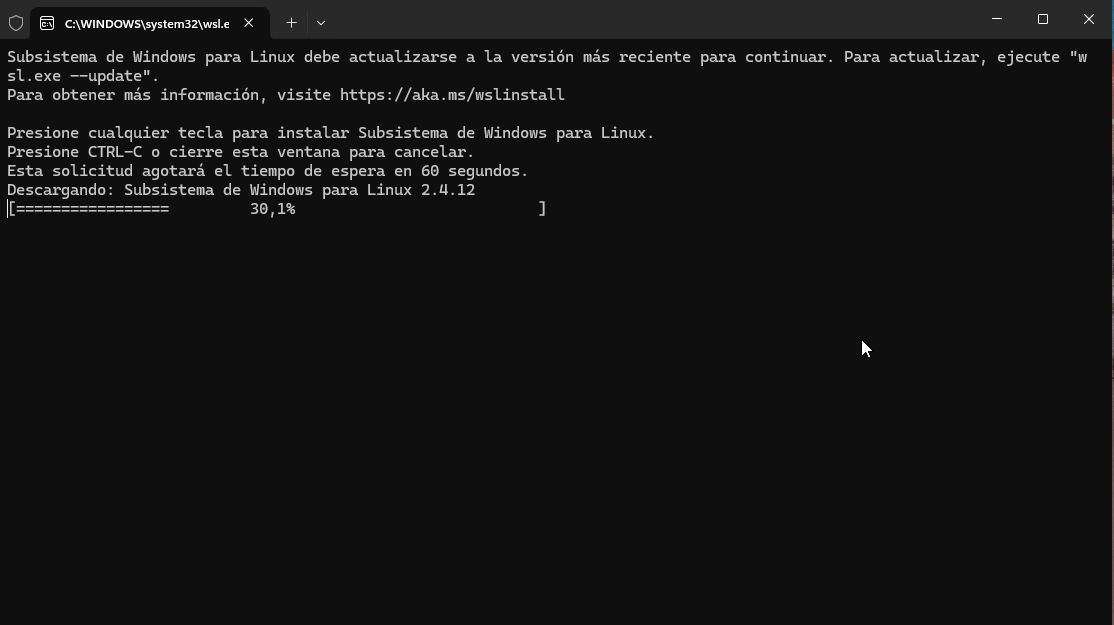 C:\WINDOWS\system32\wsl.e
Subsistema de Windows para Linux debe actualizarse a la versión más reciente para continuar. Para actualizar, ejecute "w
sl.exe --update".
Para obtener más información, visite https://aka.ms/wslinstall
Presione cualquier tecla para instalar Subsistema de Windows para Linux.
Presione CTRL-C o cierre esta ventana para cancelar.
Esta solicitud agotará el tiempo de espera en 60 segundos.
Descargando: Subsistema de Windows para Linux 2.4.12
[=================         30,1%                           ]